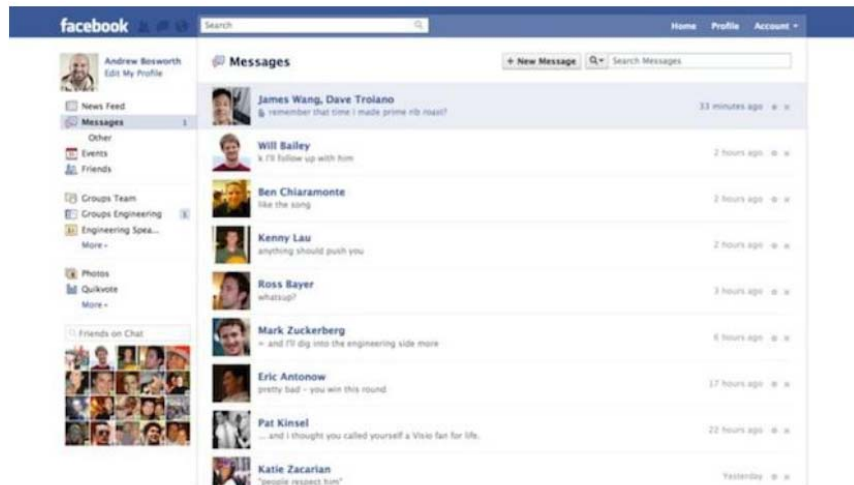 facebook
Search
Home Profile Account
Andrew Bosworth
Edit My Profile
News Feed
Messages 1
Other
Events
Friends
Groups Team
Groups Engineering 1
Engineering Spea...
More
Photos
Quikvote
More
Friends on Chat
Messages
+ New Message
Search Messages
James Wang, Dave Troiano
remember that time i made prime rib roast?
33 minutes ago
Will Bailey
k I'll follow up with him
2 hours ago
Ben Chiaramonte
like the song
2 hours ago
Kenny Lau
anything should push you
2 hours ago
Ross Bayer
whatsup?
3 hours ago
Mark Zuckerberg
and I'll dig into the engineering side more
6 hours ago
Eric Antonow
pretty bad - you win this round
17 hours ago
Pat Kinsel
... and i thought you called yourself a Visio fan for life.
22 hours ago
Katie Zacarian
"people respect him"
Yesterday